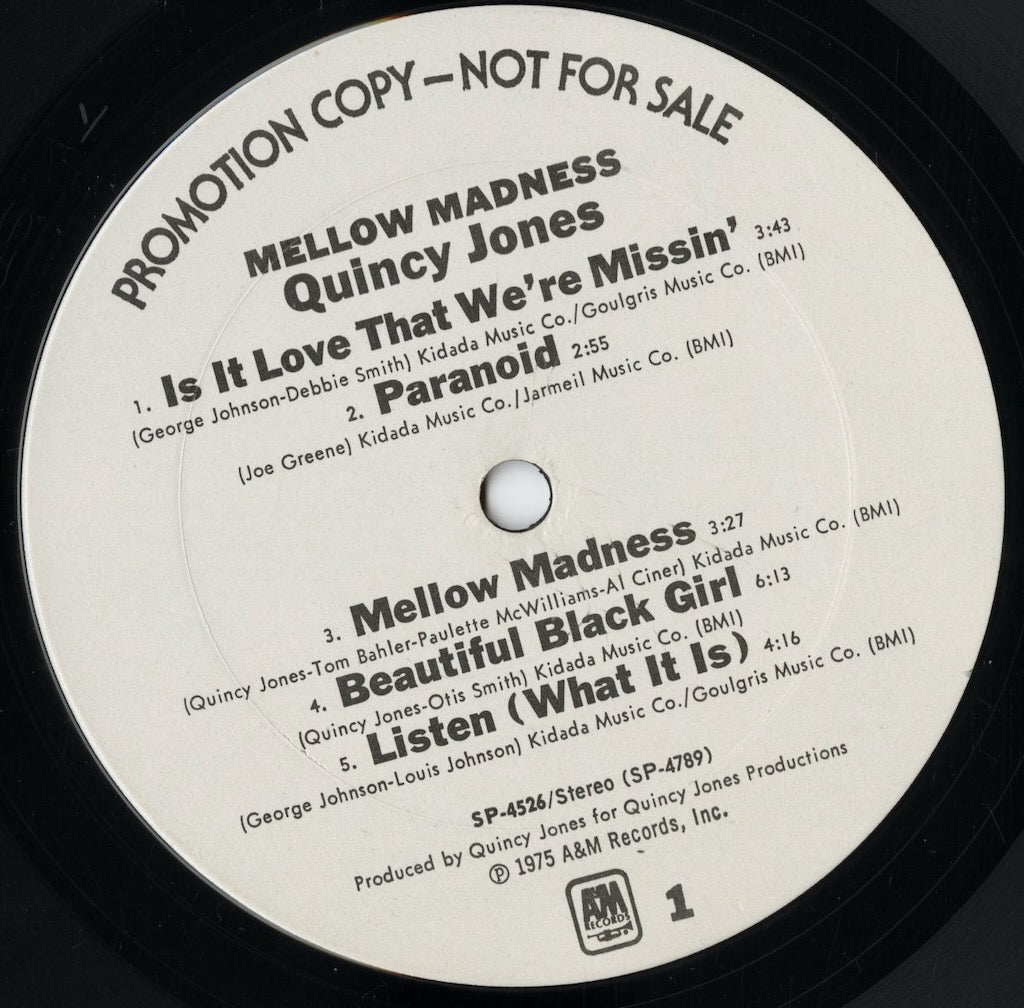 PROMOTION COPY—NOT FOR SALE
MELLOW MADNESS
Quincy Jones
1. Is It Love That We're Missin' 3:43
(George Johnson-Debbie Smith) Kidada Music Co./Goulgris Music Co. (BMI)
2. Paranoid 2:55
(Joe Greene) Kidada Music Co./Jarmeil Music Co. (BMI)
3. Mellow Madness 3:27
(Quincy Jones-Tom Bahler-Paulette McWilliams-Al Ciner) Kidada Music Co. (BMI)
4. Beautiful Black Girl 6:13
(Quincy Jones-Otis Smith) Kidada Music Co. (BMI)
5. Listen (What It Is) 4:16
(George Johnson-Louis Johnson) Kidada Music Co./Goulgris Music Co. (BMI)
SP-4526/Stereo (SP-4789)
Produced by Quincy Jones for Quincy Jones Productions
℗ 1975 A&M Records, Inc.
A&M
RECORDS
1